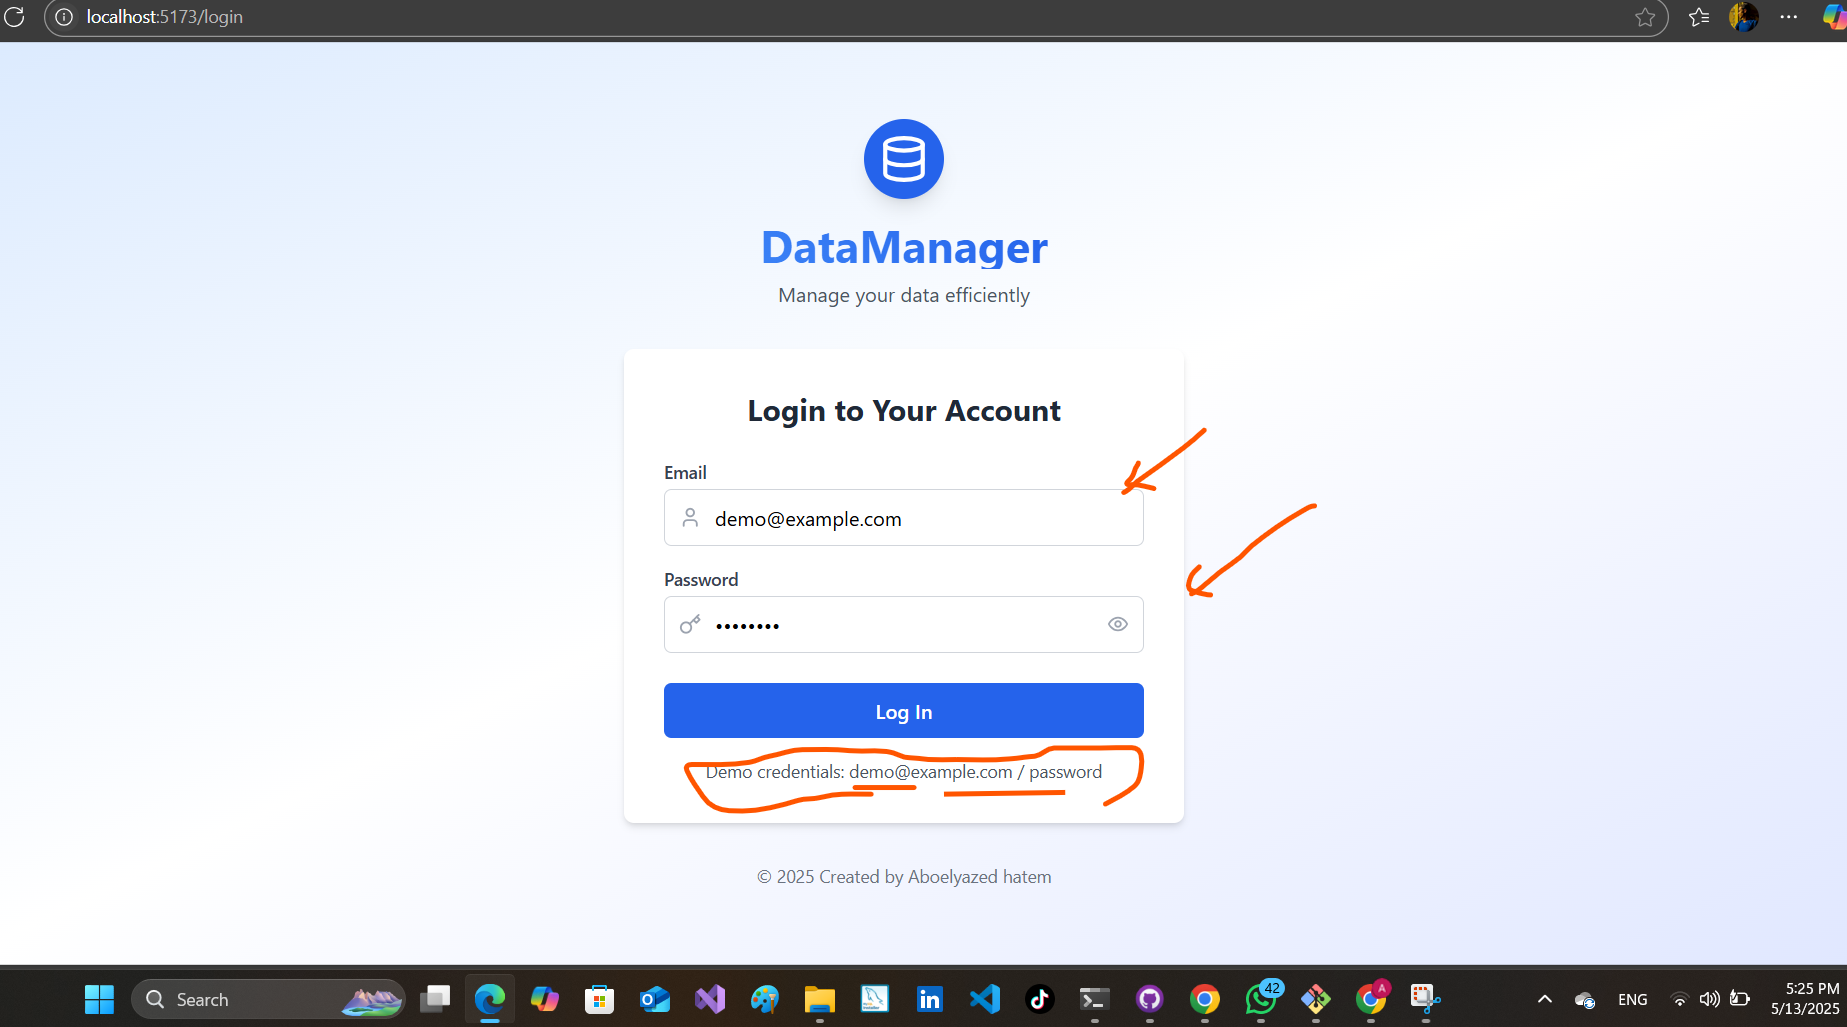 localhost:5173/login
DataManager
Manage your data efficiently
Login to Your Account
Email
demo@example.com
Password
••••••••
Log In
Demo credentials: demo@example.com / password
© 2025 Created by Aboelyazed hatem
Search
42
A
ENG
5:25 PM
5/13/2025